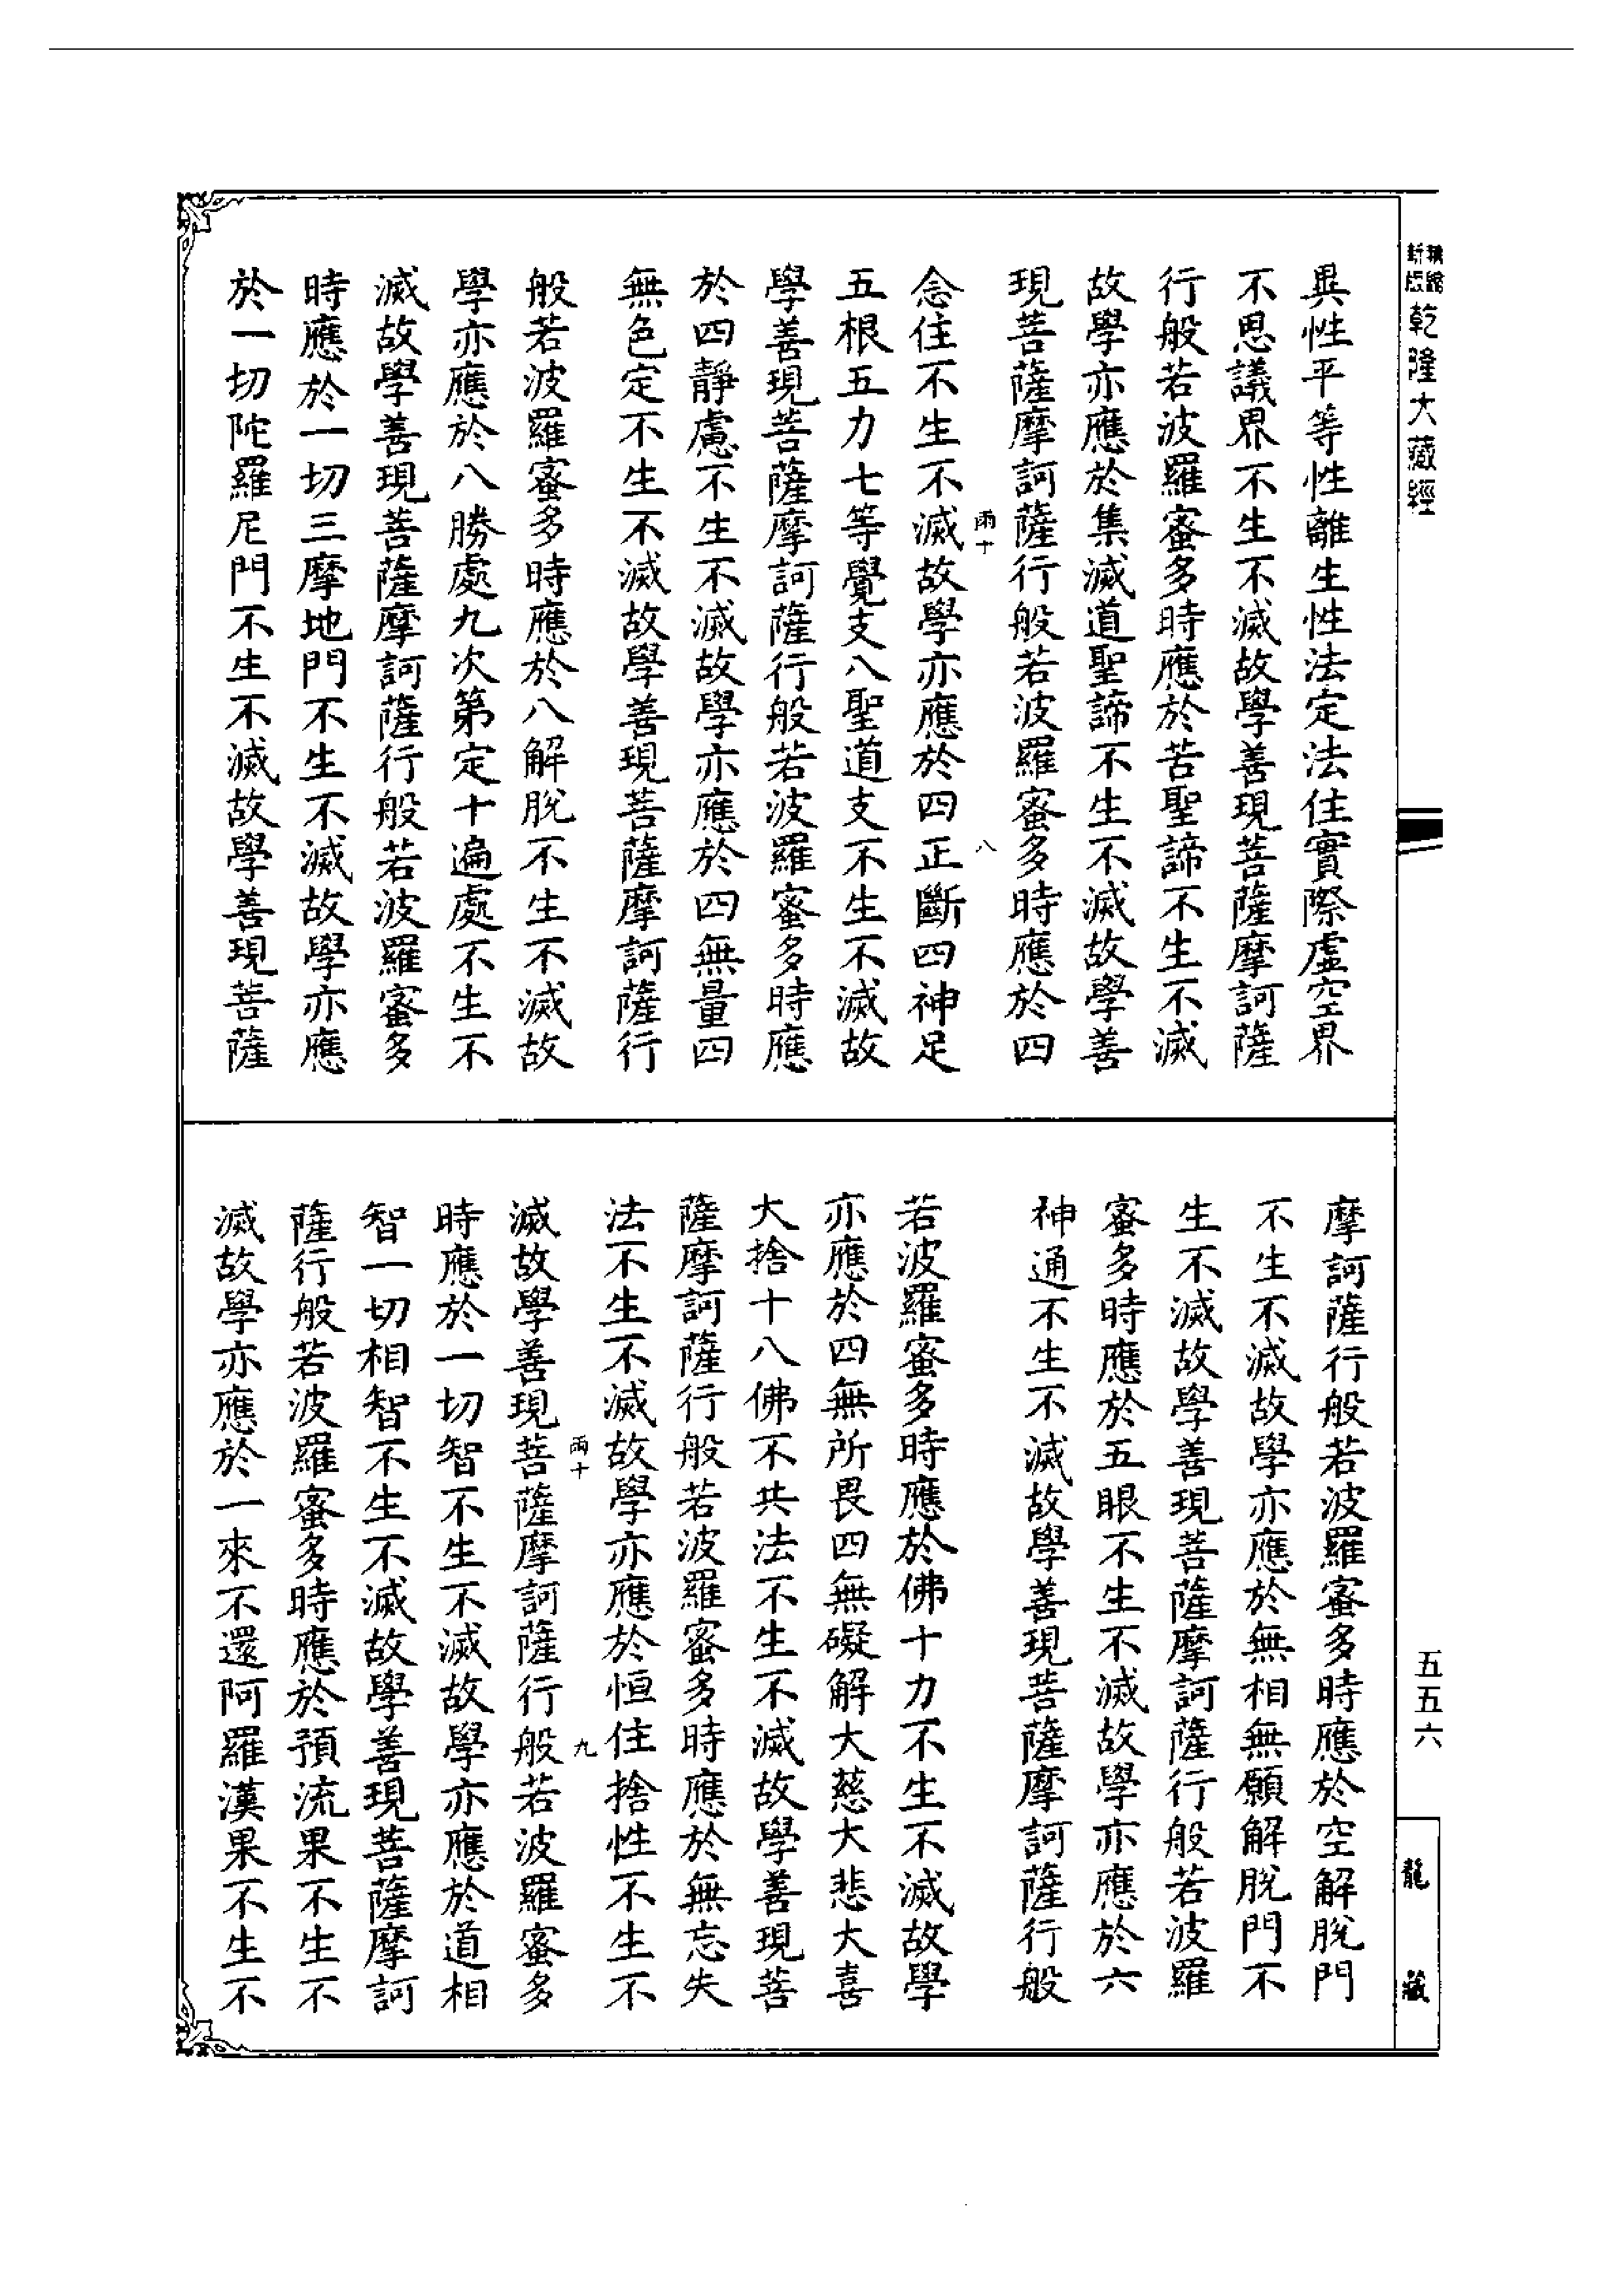 新編縮版 乾隆大藏經
異性平等性離生性法定法住實際虛空界
不思議界不生不滅故學善現菩薩摩訶薩
行般若波羅蜜多時應於苦聖諦不生不滅
故學亦應於集滅道聖諦不生不滅故學善
現菩薩摩訶薩行般若波羅蜜多時應於四
雨十 八
念住不生不滅故學亦應於四正斷四神足
五根五力七等覺支八聖道支不生不滅故
學善現菩薩摩訶薩行般若波羅蜜多時應
於四靜慮不生不滅故學亦應於四無量四
無色定不生不滅故學善現菩薩摩訶薩行
般若波羅蜜多時應於八解脫不生不滅故
學亦應於八勝處九次第定十遍處不生不
滅故學善現菩薩摩訶薩行般若波羅蜜多
時應於一切三摩地門不生不滅故學亦應
於一切陀羅尼門不生不滅故學善現菩薩
摩訶薩行般若波羅蜜多時應於空解脫門
不生不滅故學亦應於無相無願解脫門不
生不滅故學善現菩薩摩訶薩行般若波羅
蜜多時應於五眼不生不滅故學亦應於六
神通不生不滅故學善現菩薩摩訶薩行般
若波羅蜜多時應於佛十力不生不滅故學
亦應於四無所畏四無礙解大慈大悲大喜
大捨十八佛不共法不生不滅故學善現菩
薩摩訶薩行般若波羅蜜多時應於無忘失
法不生不滅故學亦應於恒住捨性不生不
雨十 九
滅故學善現菩薩摩訶薩行般若波羅蜜多
時應於一切智不生不滅故學亦應於道相
智一切相智不生不滅故學善現菩薩摩訶
薩行般若波羅蜜多時應於預流果不生不
滅故學亦應於一來不還阿羅漢果不生不
五五六
龍藏